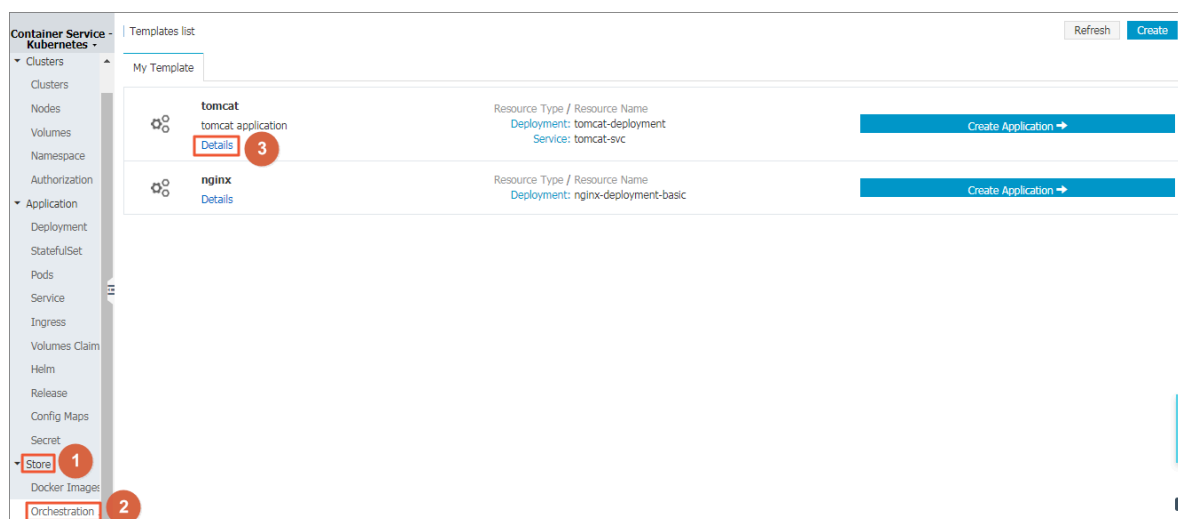 Container Service -
Kubernetes
Clusters
Clusters
Nodes
Volumes
Namespace
Authorization
Application
Deployment
StatefulSet
Pods
Service
Ingress
Volumes Claim
Helm
Release
Config Maps
Secret
Store
1
Docker Images
Orchestration
2
Templates list
Refresh
Create
My Template
tomcat
tomcat application
Details
3
Resource Type / Resource Name
Deployment: tomcat-deployment
Service: tomcat-svc
Create Application
nginx
Details
Resource Type / Resource Name
Deployment: nginx-deployment-basic
Create Application